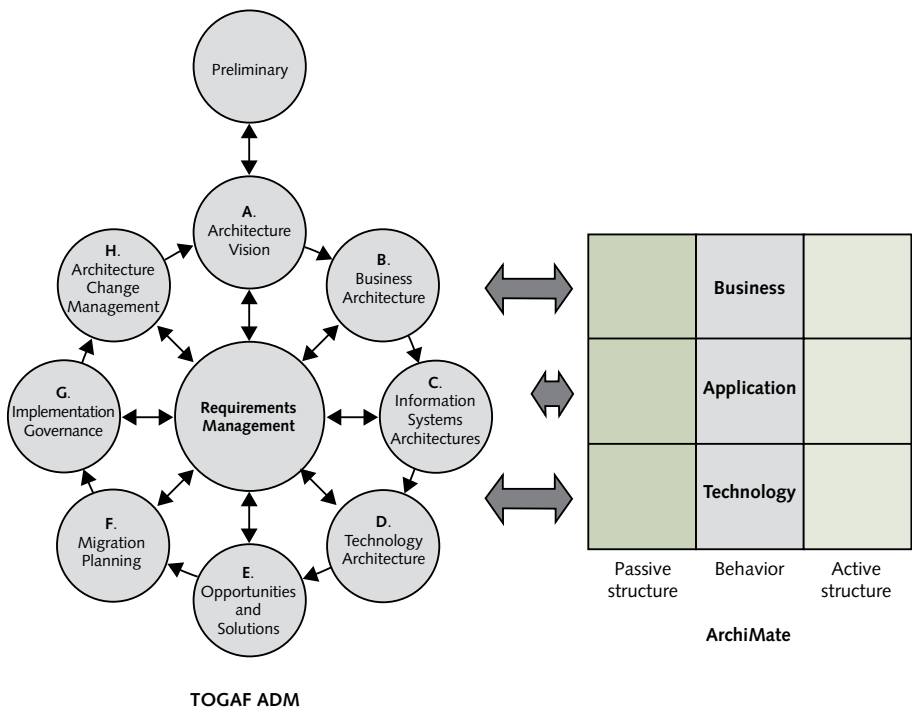 Preliminary
A.
Architecture
Vision
H.
Architecture
Change
Management
B.
Business
Architecture
G.
Implementation
Governance
Requirements
Management
C.
Information
Systems
Architectures
F.
Migration
Planning
D.
Technology
Architecture
E.
Opportunities
and
Solutions
TOGAF ADM
Business
Application
Technology
Passive
structure
Behavior
Active
structure
ArchiMate